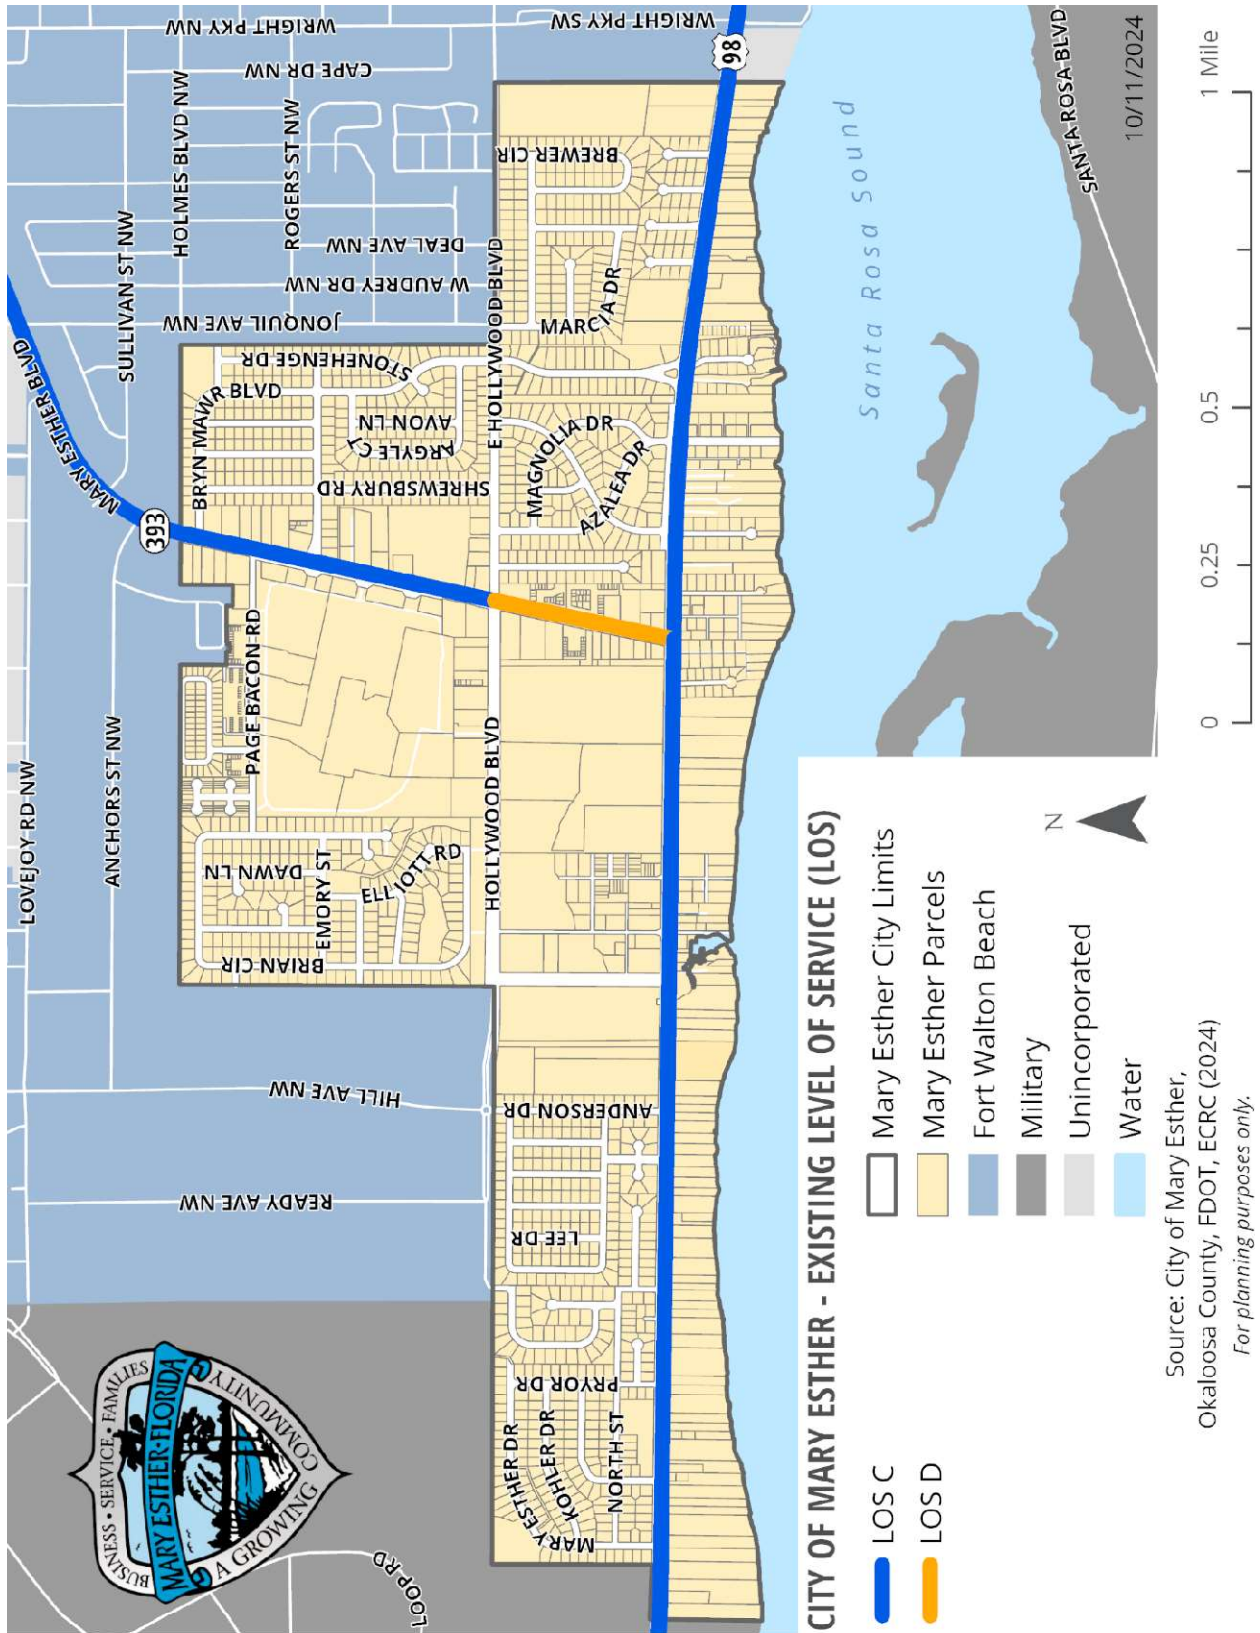 BUSINESS • SERVICE • FAMILIES
MARY ESTHER•FLORIDA
A GROWING COMMUNITY
LOVEJOY RD NW
MARY ESTHER BLVD
WRIGHT PKY NW
CAPE DR NW
SULLIVAN ST NW
HOLMES BLVD NW
ROGERS ST NW
DEAL AVE NW
W AUDREY DR NW
JONQUIL AVE NW
ANCHORS ST NW
393
READY AVE NW
HILL AVE NW
BRYN MAWR BLVD
STONEHENGE DR
AVON LN
ARGYLE CT
SHREWSBURY RD
PAGE BACON RD
DAWN LN
EMORY ST
ELLIOTT RD
BRIAN CIR
LOOP RD
HOLLYWOOD BLVD
E HOLLYWOOD BLVD
WRIGHT PKY SW
98
BREWER CIR
MARCIA DR
MAGNOLIA DR
AZALEA DR
ANDERSON DR
LEE DR
PRYOR DR
MARY ESTHER DR
KOHLER DR
NORTH ST
MARY
Santa Rosa Sound
SANTA ROSA BLVD
10/11/2024
CITY OF MARY ESTHER - EXISTING LEVEL OF SERVICE (LOS)
LOS C
LOS D
Mary Esther City Limits
Mary Esther Parcels
Fort Walton Beach
Military
Unincorporated
Water
N
Source: City of Mary Esther,
Okaloosa County, FDOT, ECRC (2024)
For planning purposes only.
0 0.25 0.5 1 Mile